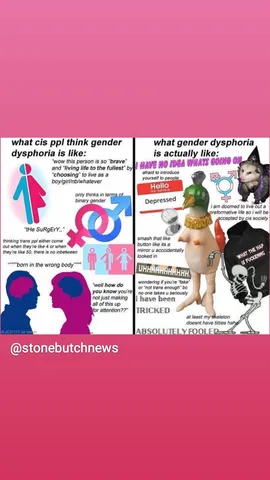 what cis ppl think gender
dysphoria is like:
"wow this person is so "brave"
and "living life to the fullest" by
"choosing" to live as a
boy/girl/nb/whatever
only thinks in terms of
binary gender
"tHe SuRgErY.."
thinking trans ppl either come
out when they're like 4 or when
they're like 50, there is no inbetween
born in the wrong body
"well how do
you know you're
not just making
all of this up
for attention??"
what gender dysphoria
is actually like:
I HAVE NO IDEA WHATS GOING ON
afraid to introduce
yourself to people
Hello
Depressed
i am doomed to live out a
preformative life so i will be
accepted by cis society
smash that like
button like its a
mirror u accidentally
looked in
WHAT THE HAP
IS FUCKENING
wondering if you're "fake"
or "not trans enough" bc
no one takes u seriously
I have been
TRICKED
at least my skeleton
doesnt have titties haha
ABSOLUTELY FOOLED
@stonebutchnews